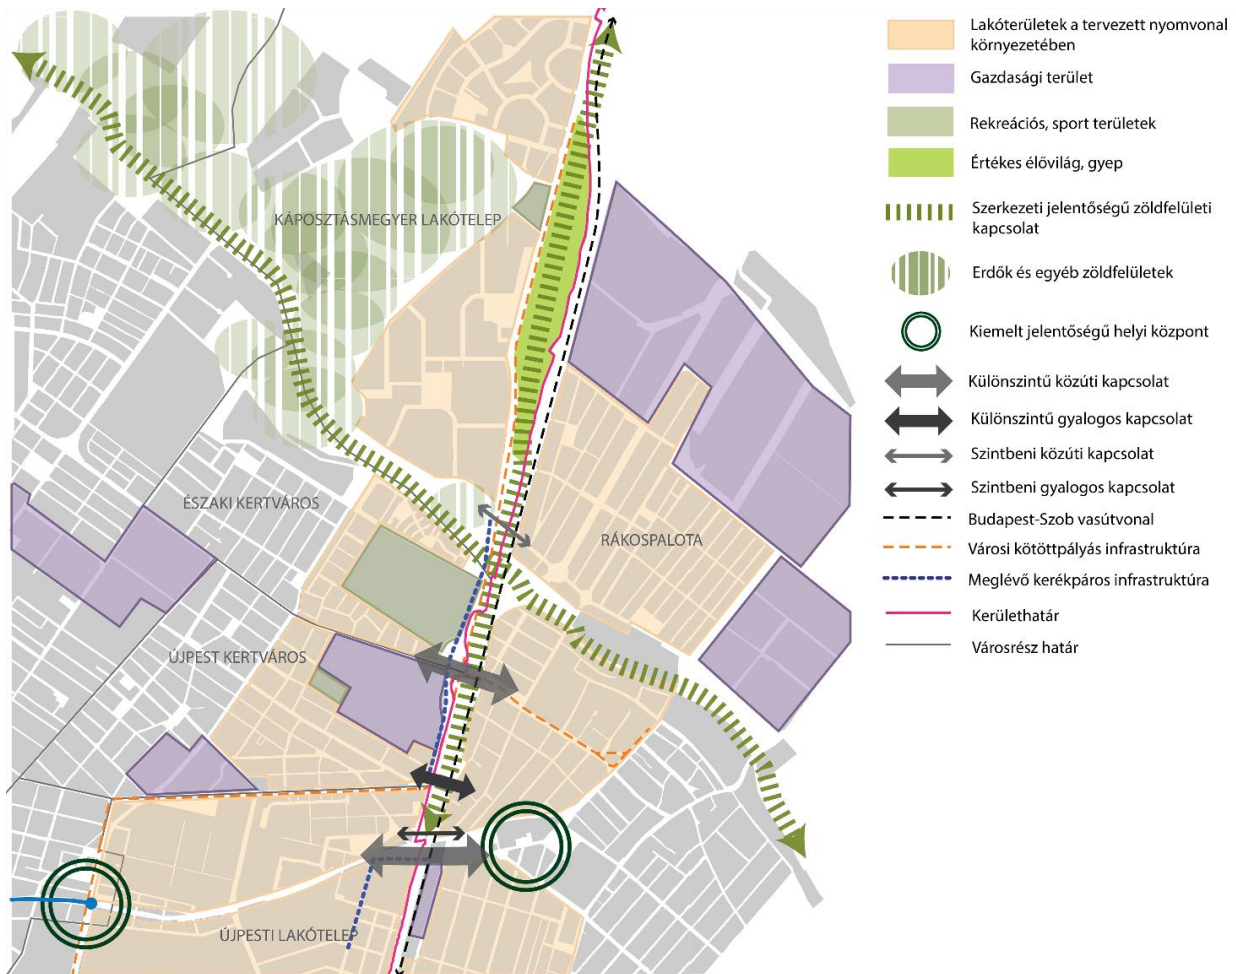 KÁPOSZTÁSMEGYER LAKÓTELEP
ÉSZAKI KERTVÁROS
RÁKOSPALOTA
ÚJPEST KERTVÁROS
ÚJPESTI LAKÓTELEP
Lakóterületek a tervezett nyomvonal
környezetében
Gazdasági terület
Rekreációs, sport területek
Értékes élővilág, gyep
Szerkezeti jelentőségű zöldfelületi
kapcsolat
Erdők és egyéb zöldfelületek
Kiemelt jelentőségű helyi központ
Különszintű közúti kapcsolat
Különszintű gyalogos kapcsolat
Szintbeni közúti kapcsolat
Szintbeni gyalogos kapcsolat
Budapest-Szob vasútvonal
Városi kötöttpályás infrastruktúra
Meglévő kerékpáros infrastruktúra
Kerülethatár
Városrész határ